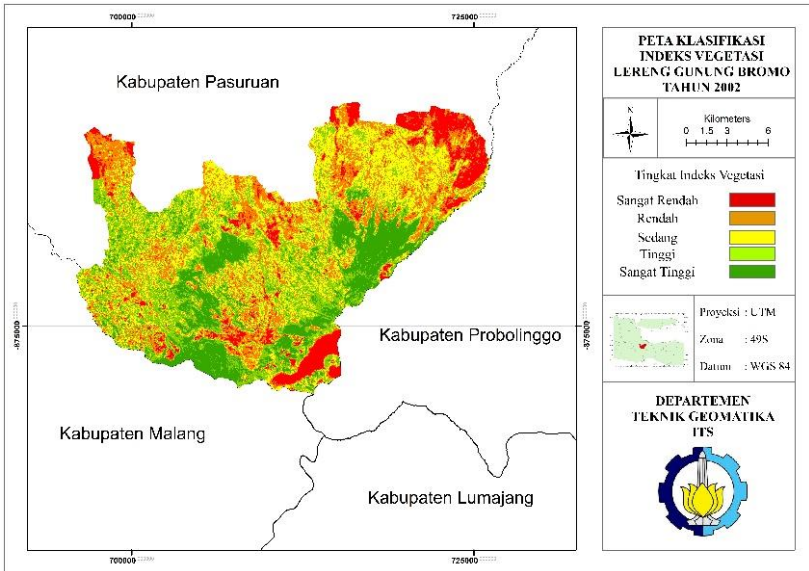 700000
725000
Kabupaten Pasuruan
Kabupaten Probolinggo
Kabupaten Malang
Kabupaten Lumajang
-875000
-875000
700000
725000
PETA KLASIFIKASI
INDEKS VEGETASI
LERENG GUNUNG BROMO
TAHUN 2002
N
Kilometers
0 1.5 3 6
Tingkat Indeks Vegetasi
Sangat Rendah
Rendah
Sedang
Tinggi
Sangat Tinggi
Proyeksi : UTM
Zona : 49S
Datum : WGS 84
DEPARTEMEN
TEKNIK GEOMATIKA
ITS